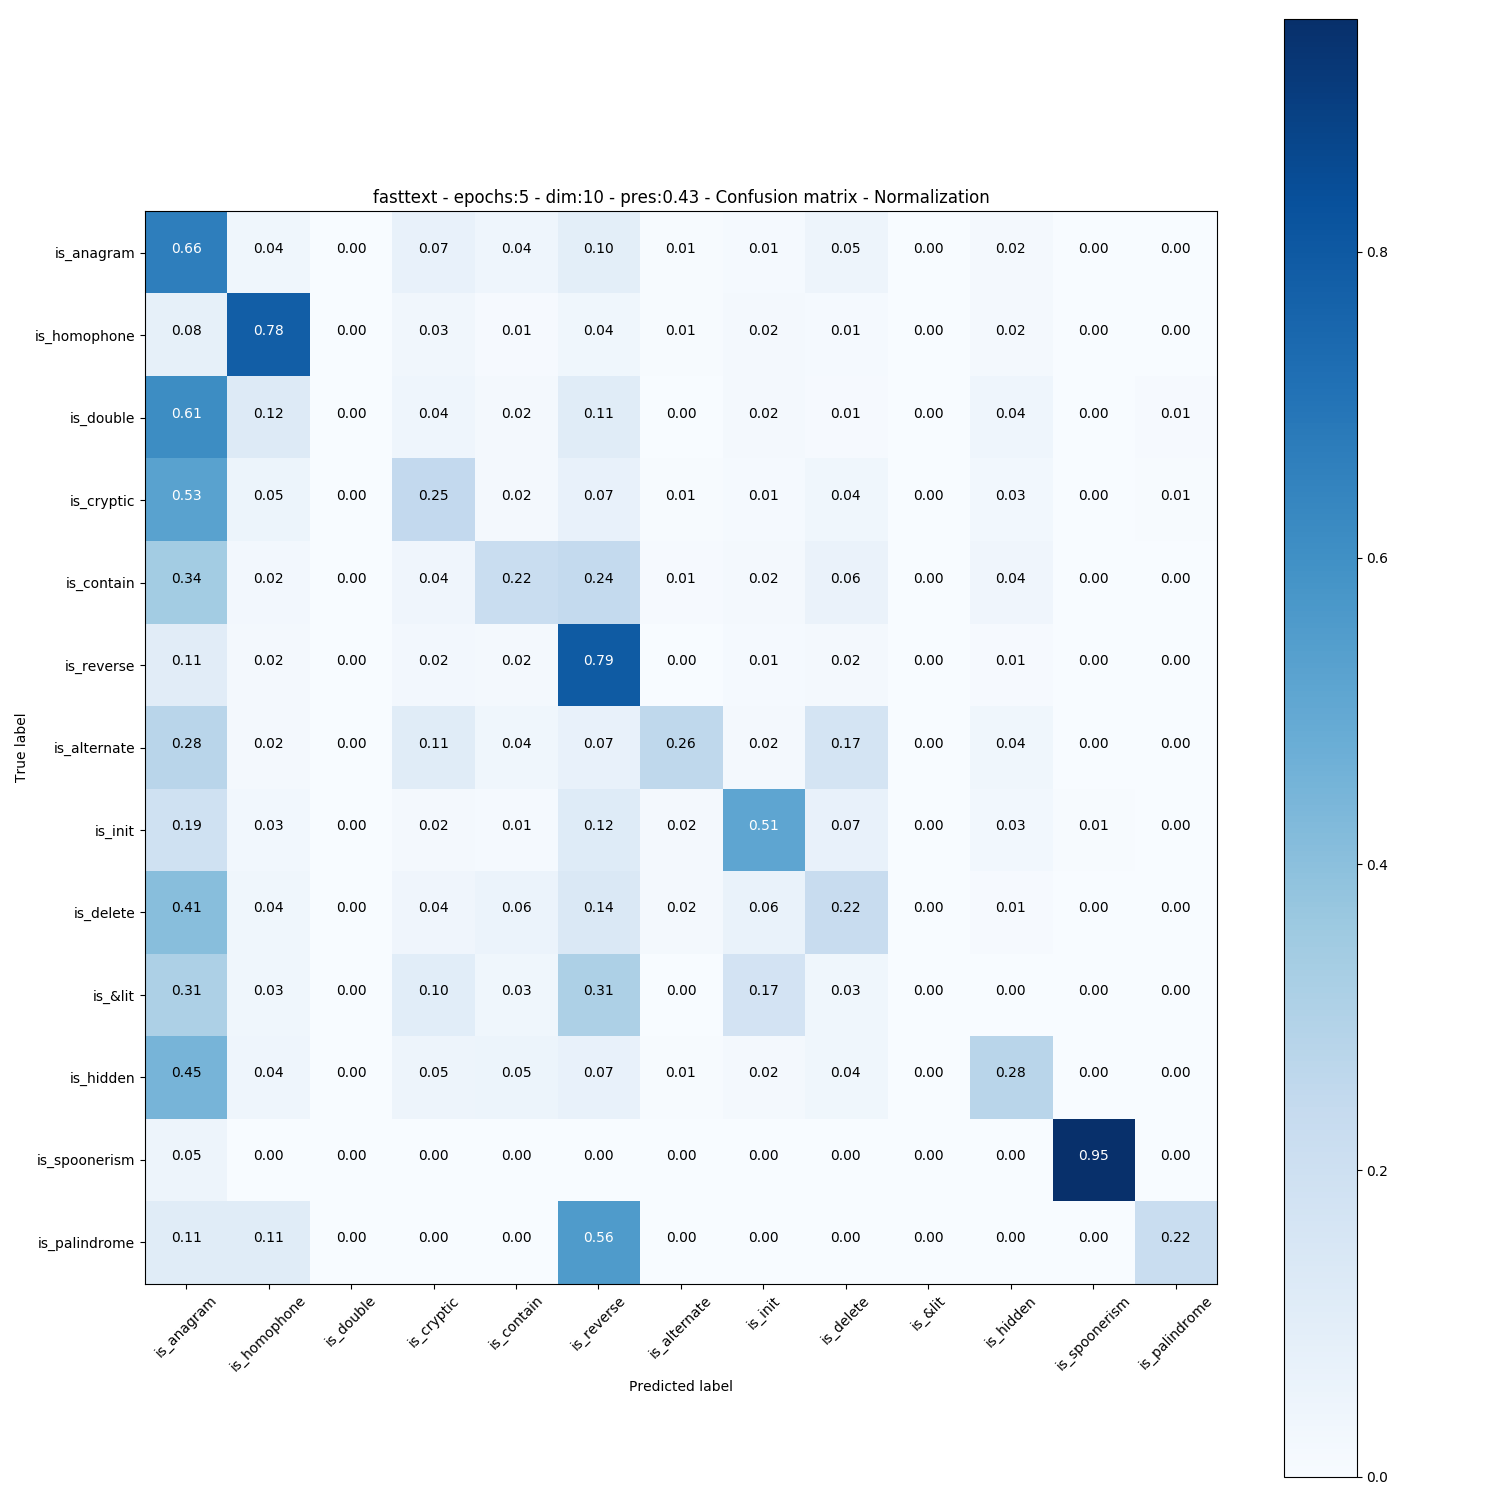 fasttext - epochs:5 - dim:10 - pres:0.43 - Confusion matrix - Normalization
is_anagram 0.66 0.04 0.00 0.07 0.04 0.10 0.01 0.01 0.05 0.00 0.02 0.00 0.00
is_homophone 0.08 0.78 0.00 0.03 0.01 0.04 0.01 0.02 0.01 0.00 0.02 0.00 0.00
is_double 0.61 0.12 0.00 0.04 0.02 0.11 0.00 0.02 0.01 0.00 0.04 0.00 0.01
is_cryptic 0.53 0.05 0.00 0.25 0.02 0.07 0.01 0.01 0.04 0.00 0.03 0.00 0.01
is_contain 0.34 0.02 0.00 0.04 0.22 0.24 0.01 0.02 0.06 0.00 0.04 0.00 0.00
is_reverse 0.11 0.02 0.00 0.02 0.02 0.79 0.00 0.01 0.02 0.00 0.01 0.00 0.00
is_alternate 0.28 0.02 0.00 0.11 0.04 0.07 0.26 0.02 0.17 0.00 0.04 0.00 0.00
is_init 0.19 0.03 0.00 0.02 0.01 0.12 0.02 0.51 0.07 0.00 0.03 0.01 0.00
is_delete 0.41 0.04 0.00 0.04 0.06 0.14 0.02 0.06 0.22 0.00 0.01 0.00 0.00
is_&lit 0.31 0.03 0.00 0.10 0.03 0.31 0.00 0.17 0.03 0.00 0.00 0.00 0.00
is_hidden 0.45 0.04 0.00 0.05 0.05 0.07 0.01 0.02 0.04 0.00 0.28 0.00 0.00
is_spoonerism 0.05 0.00 0.00 0.00 0.00 0.00 0.00 0.00 0.00 0.00 0.00 0.95 0.00
is_palindrome 0.11 0.11 0.00 0.00 0.00 0.56 0.00 0.00 0.00 0.00 0.00 0.00 0.22
True label
is_anagram is_homophone is_double is_cryptic is_contain is_reverse is_alternate is_init is_delete is_&lit is_hidden is_spoonerism is_palindrome
Predicted label
0.8
0.6
0.4
0.2
0.0